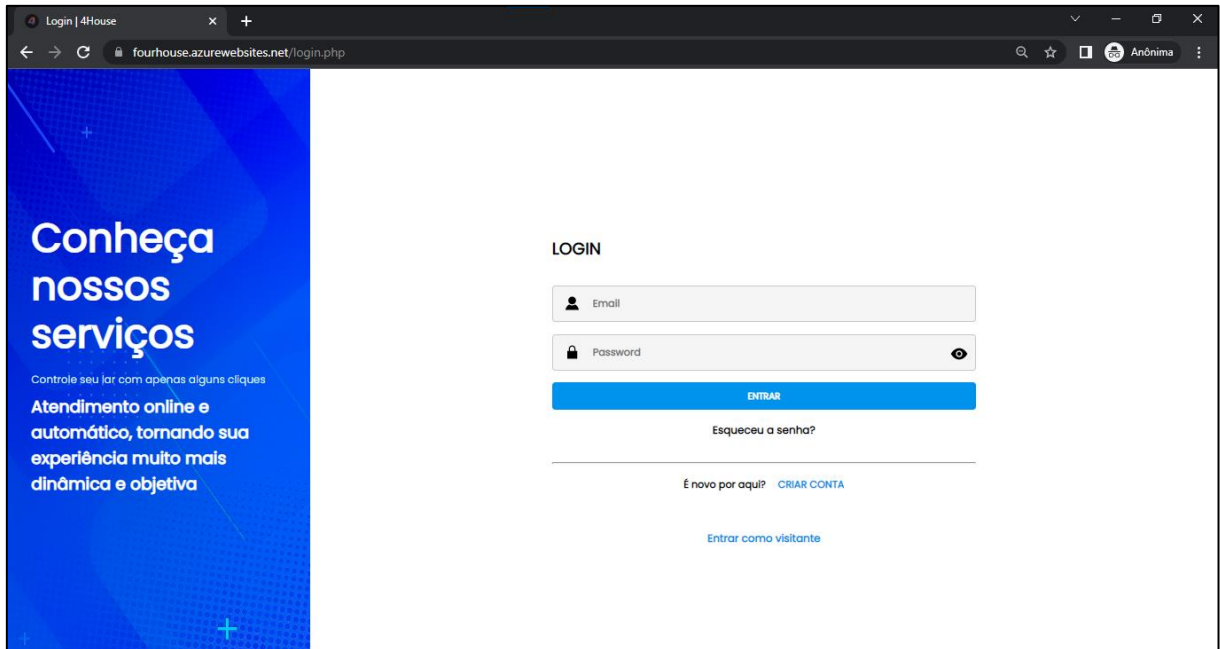 Login | 4House
fourhouse.azurewebsites.net/login.php
Anônima
Conheça
nossos
serviços
Controle seu lar com apenas alguns cliques
Atendimento online e
automático, tornando sua
experiência muito mais
dinâmica e objetiva
LOGIN
Email
Password
ENTRAR
Esqueceu a senha?
É novo por aqui? CRIAR CONTA
Entrar como visitante